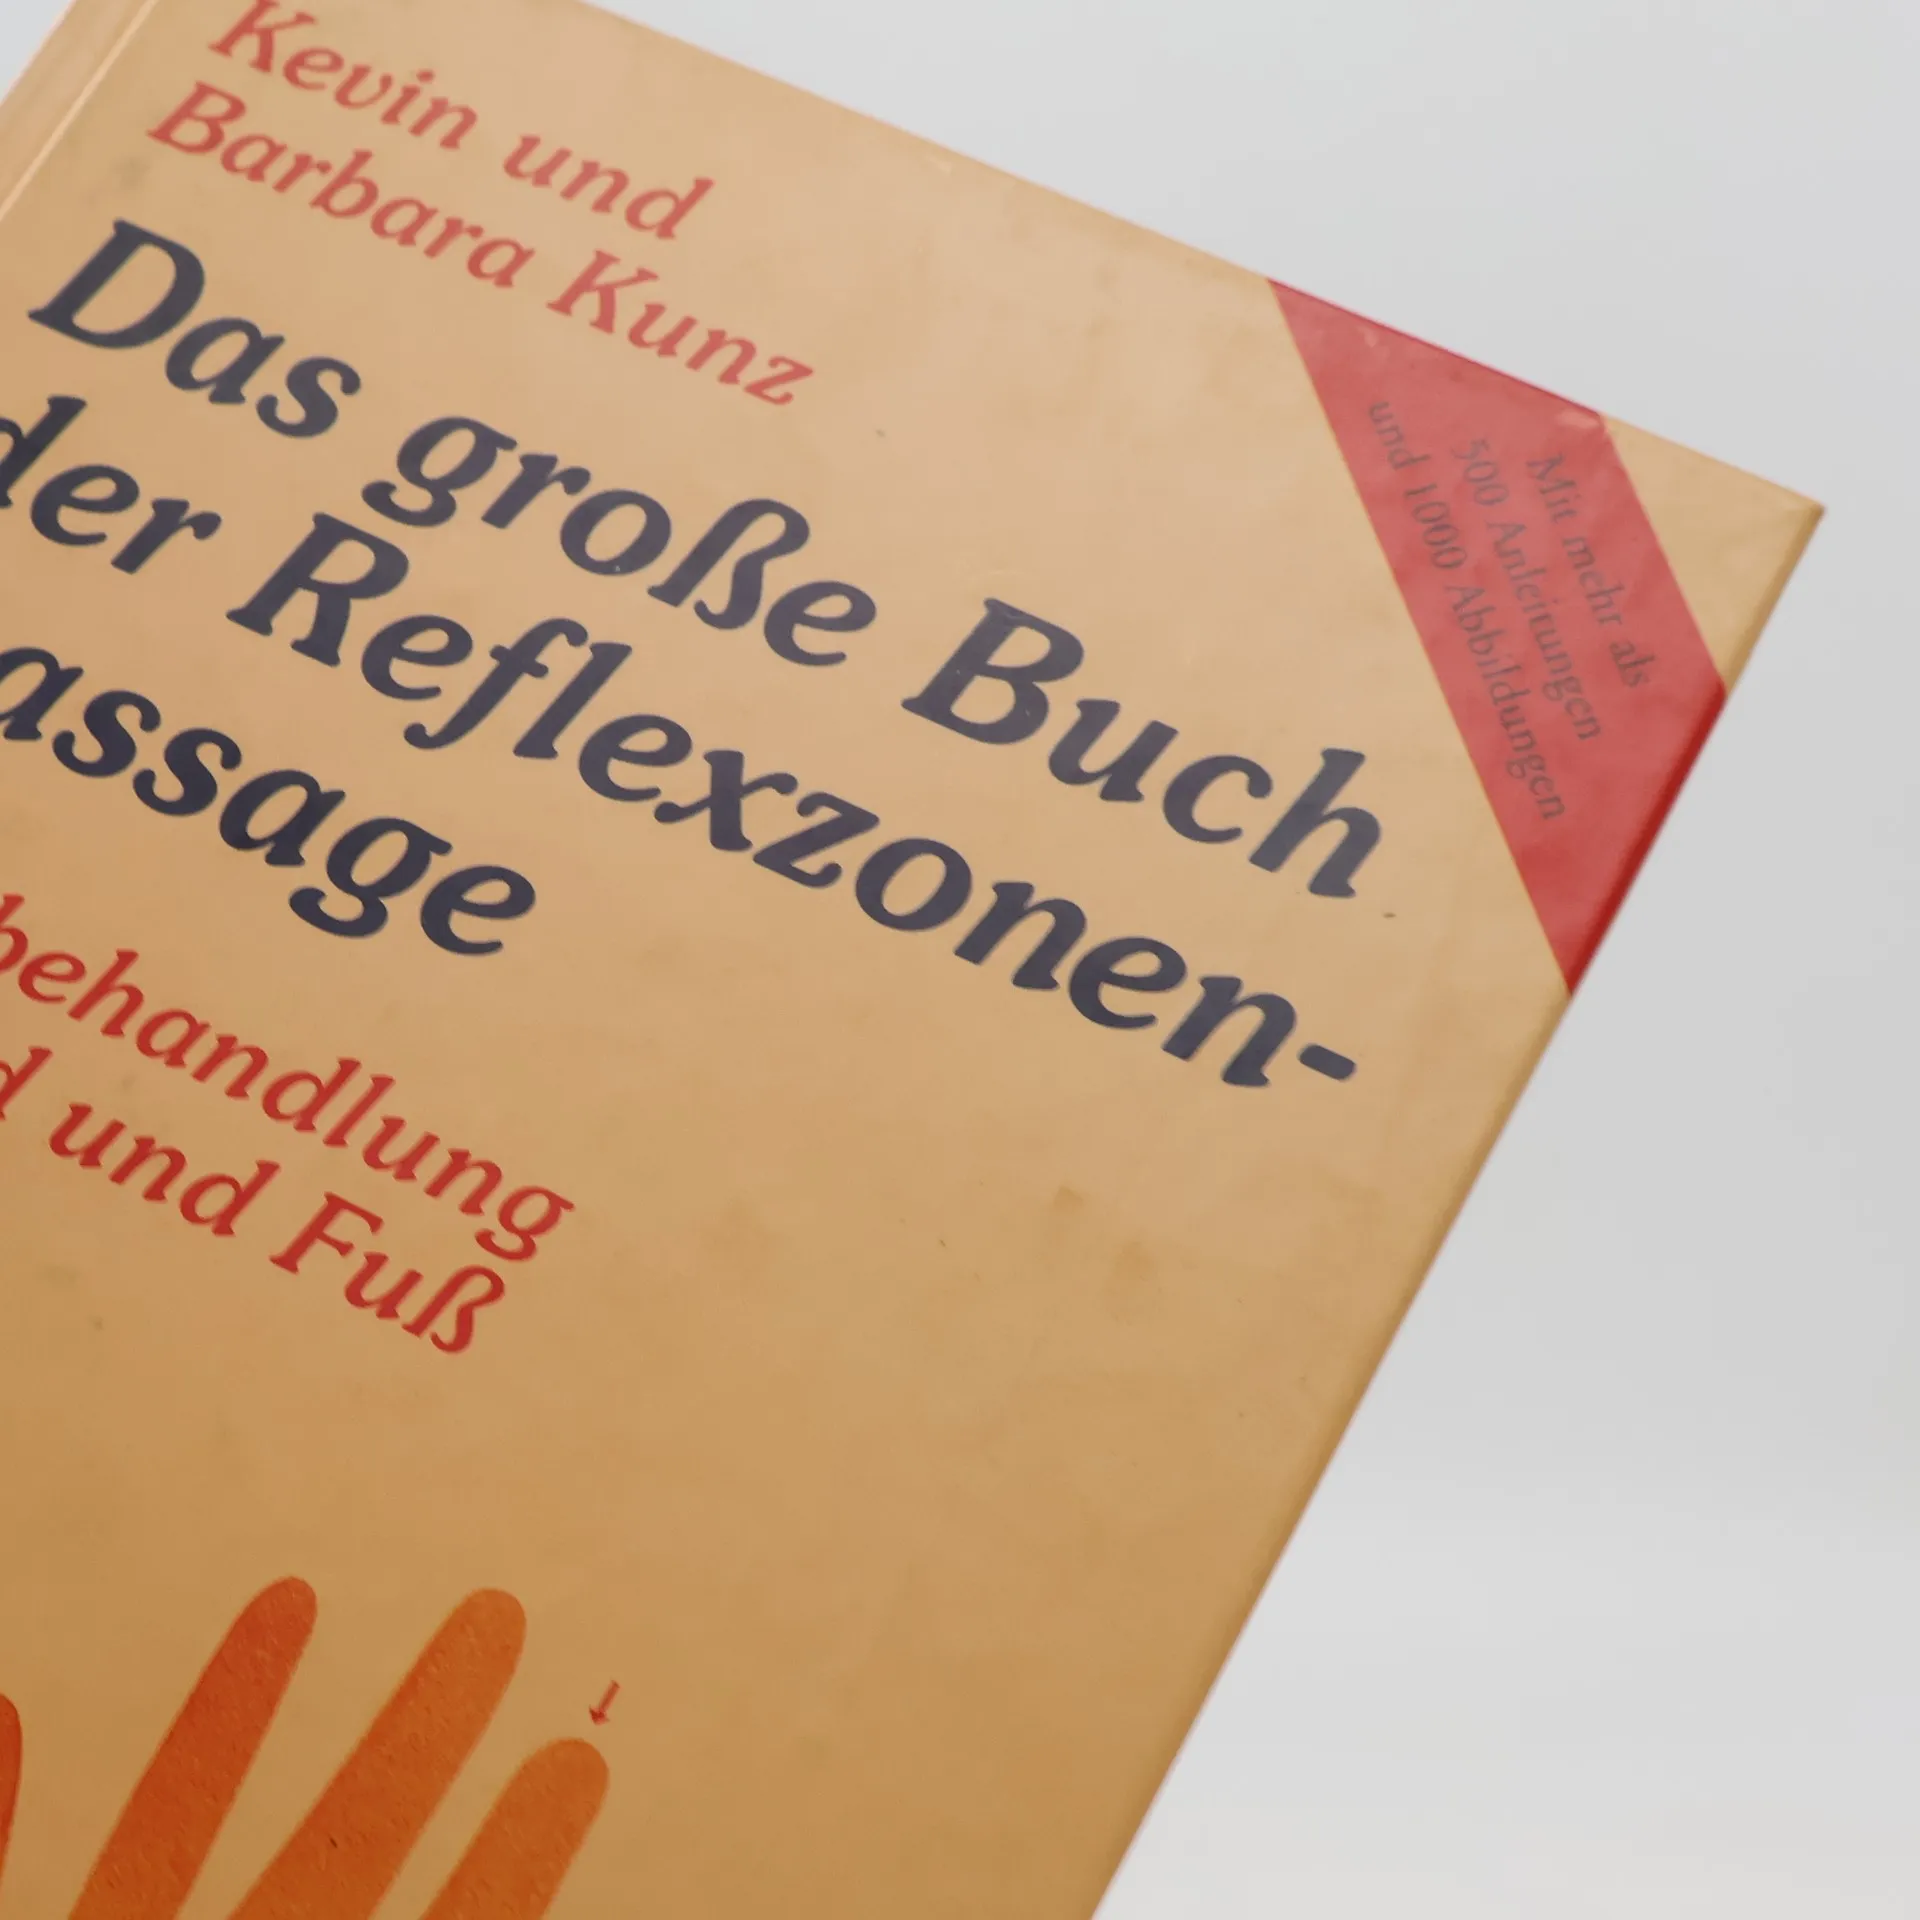 Kevin und
Barbara Kunz
Das große Buch
der Reflexzonen-
assage
behandlung
d und Fuß
Mit mehr als
500 Anleitungen
und 1000 Abbildungen